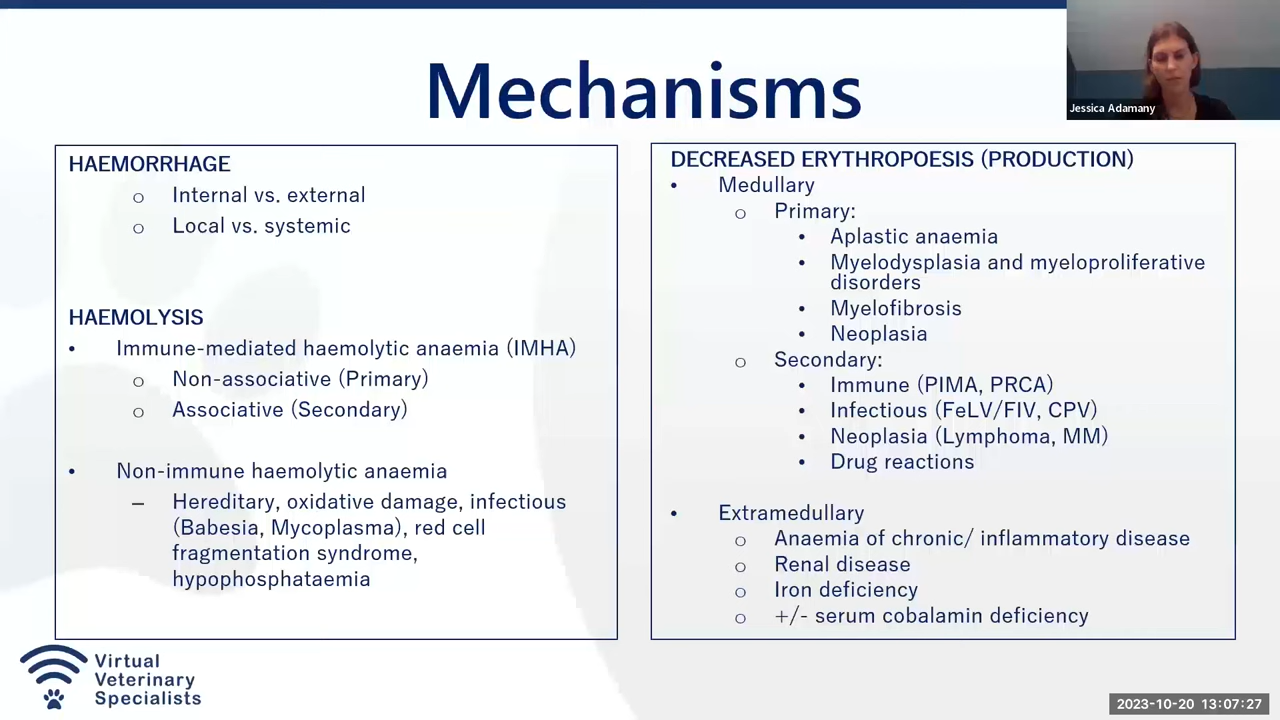 Mechanisms
Jessica Adamany
HAEMORRHAGE
o Internal vs. external
o Local vs. systemic
HAEMOLYSIS
• Immune-mediated haemolytic anaemia (IMHA)
o Non-associative (Primary)
o Associative (Secondary)
• Non-immune haemolytic anaemia
– Hereditary, oxidative damage, infectious
(Babesia, Mycoplasma), red cell
fragmentation syndrome,
hypophosphataemia
DECREASED ERYTHROPOESIS (PRODUCTION)
• Medullary
o Primary:
• Aplastic anaemia
• Myelodysplasia and myeloproliferative
disorders
• Myelofibrosis
• Neoplasia
o Secondary:
• Immune (PIMA, PRCA)
• Infectious (FeLV/FIV, CPV)
• Neoplasia (Lymphoma, MM)
• Drug reactions
• Extramedullary
o Anaemia of chronic/ inflammatory disease
o Renal disease
o Iron deficiency
o +/- serum cobalamin deficiency
Virtual
Veterinary
Specialists
2023-10-20 13:07:27